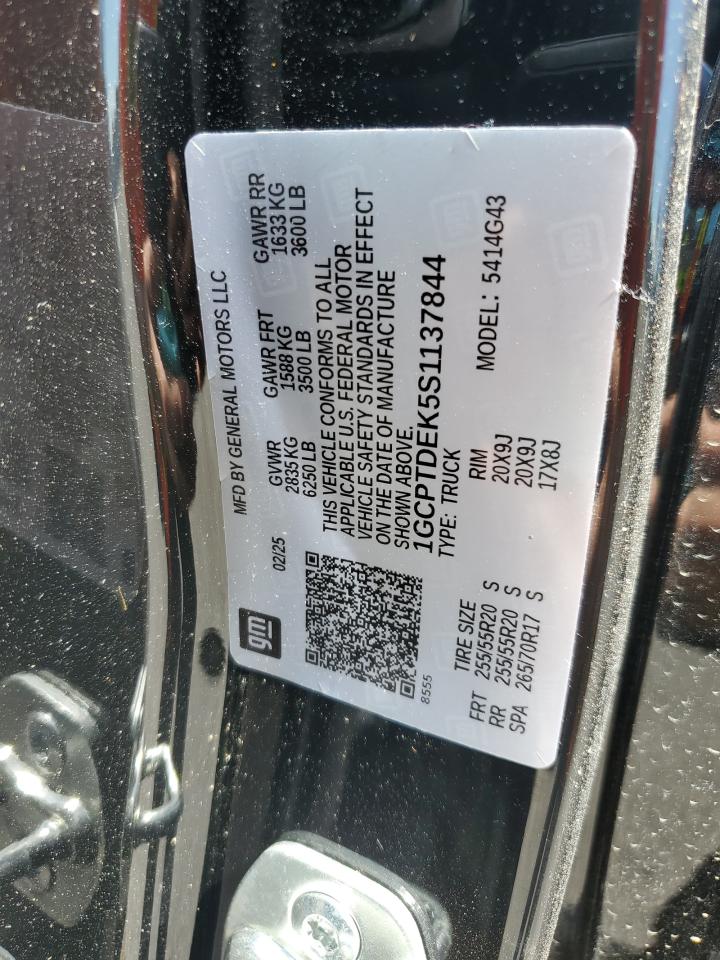 gm
MFD BY GENERAL MOTORS LLC
02/25
GVWR GAWR FRT GAWR RR
2835 KG 1588 KG 1633 KG
6250 LB 3500 LB 3600 LB
THIS VEHICLE CONFORMS TO ALL
APPLICABLE U.S. FEDERAL MOTOR
VEHICLE SAFETY STANDARDS IN EFFECT
ON THE DATE OF MANUFACTURE
SHOWN ABOVE.
1GCPTDEK5S1137844
8555
TYPE: TRUCK MODEL: 5414G43
TIRE SIZE RIM
FRT 255/55R20 S 20X9J
RR 255/55R20 S 20X9J
SPA 265/70R17 S 17X8J